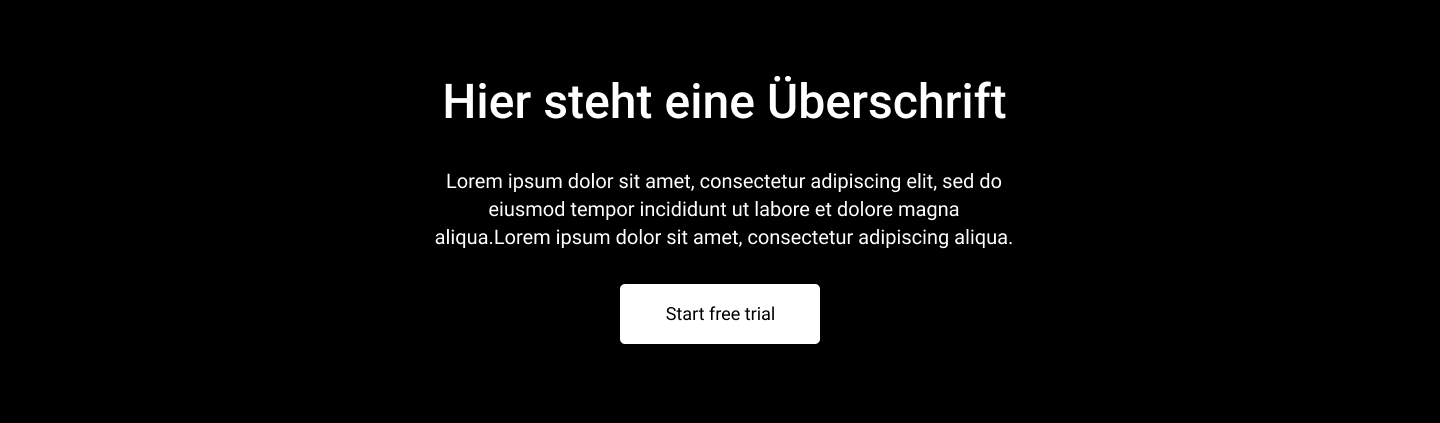 Hier steht eine Überschrift
Lorem ipsum dolor sit amet, consectetur adipiscing elit, sed do
eiusmod tempor incididunt ut labore et dolore magna
aliqua.Lorem ipsum dolor sit amet, consectetur adipiscing aliqua.
Start free trial